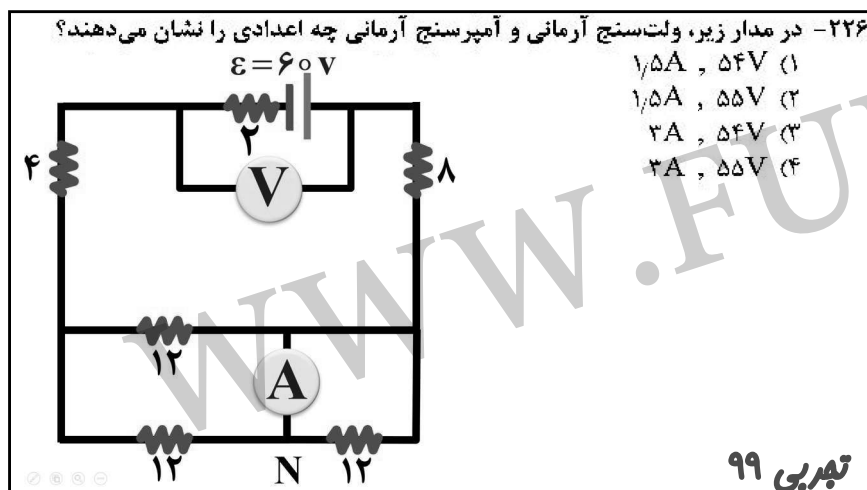 ۲۲۶- در مدار زیر، ولت‌سنج آرمانی و آمپرسنج آرمانی چه اعدادی را نشان می‌دهند؟
۱) ۵۴V , ۱٫۵A
۲) ۵۵V , ۱٫۵A
۳) ۵۴V , ۳A
۴) ۵۵V , ۳A
ε=۶۰ v
۲
V
۴
۸
۱۲
A
۱۲
N
۱۲
WWW.FU
تجربی ۹۹